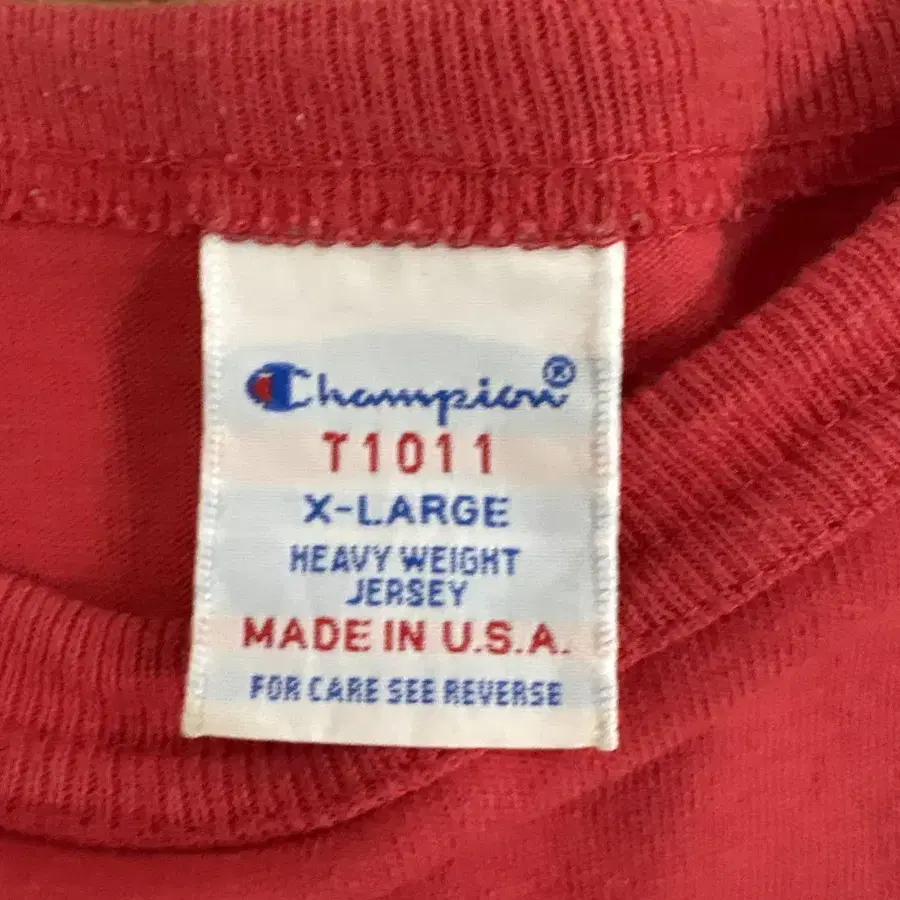 Champion®
T1011
X-LARGE
HEAVY WEIGHT
JERSEY
MADE IN U.S.A.
FOR CARE SEE REVERSE